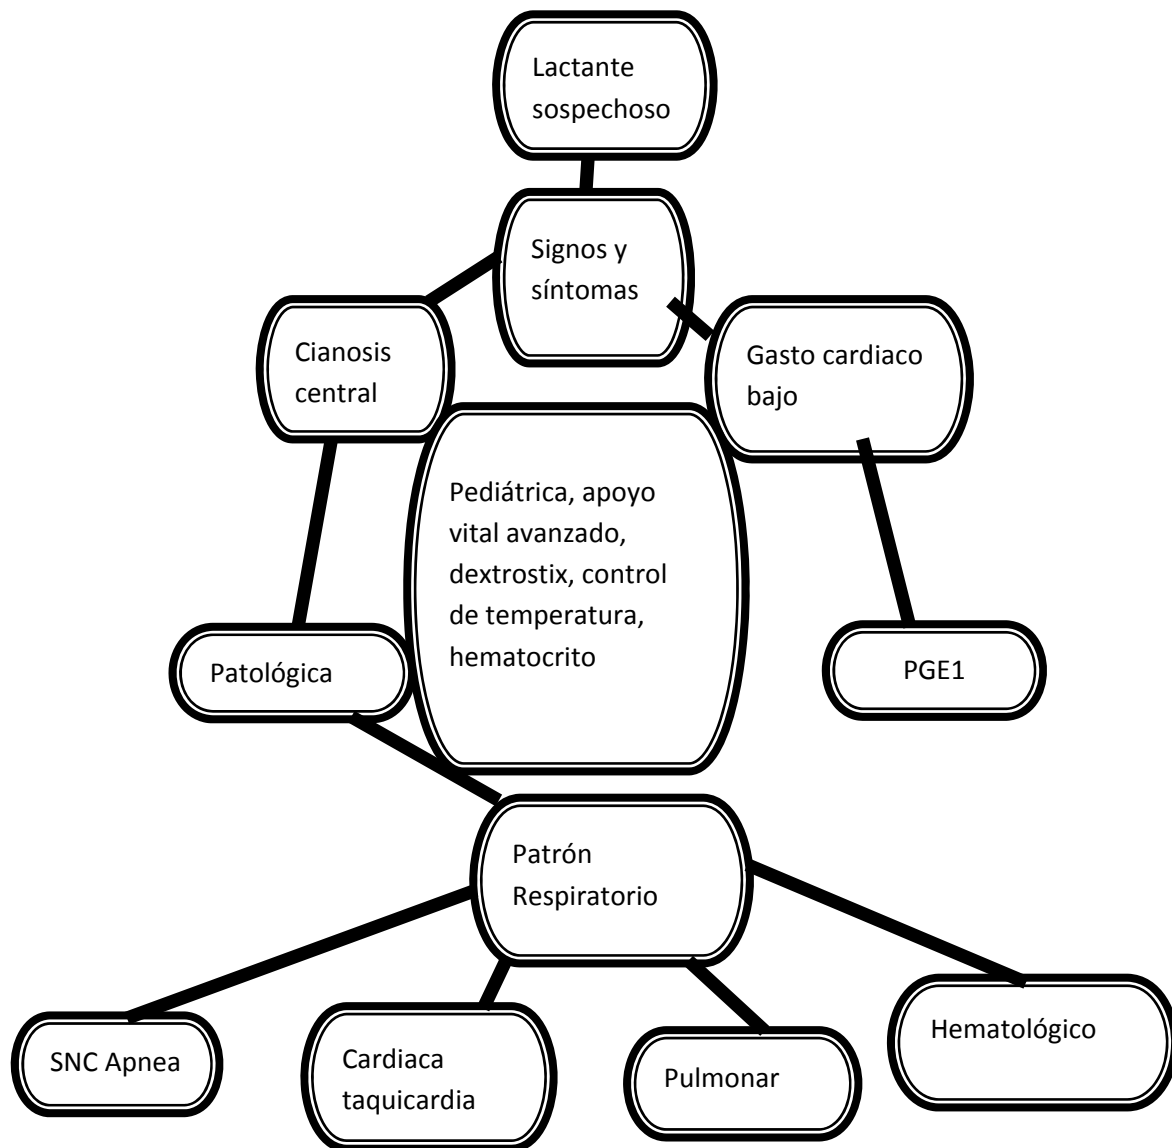 Lactante
sospechoso
Signos y
síntomas
Cianosis
central
Gasto cardiaco
bajo
Pediátrica, apoyo
vital avanzado,
dextrostix, control
de temperatura,
hematocrito
Patológica
PGE1
Patrón
Respiratorio
SNC Apnea
Cardiaca
taquicardia
Pulmonar
Hematológico